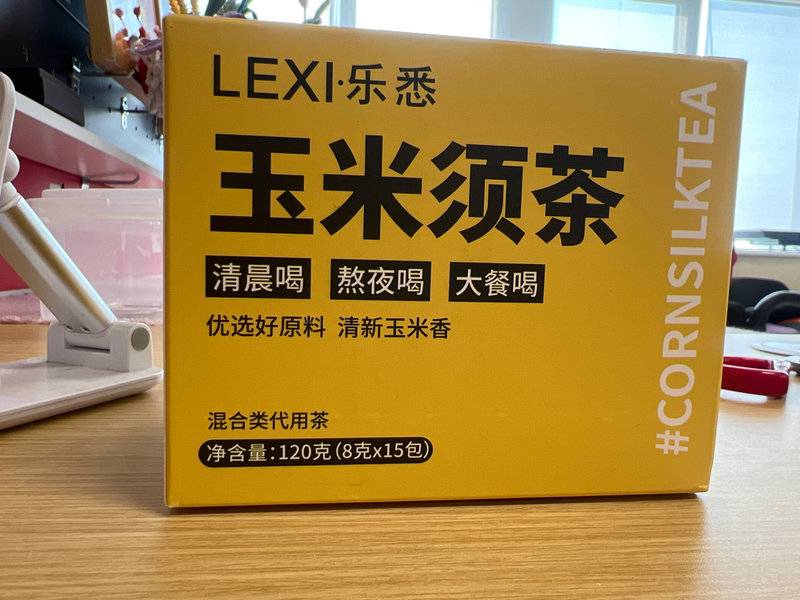 LEXI·乐悉
玉米须茶
清晨喝 熬夜喝 大餐喝
优选好原料 清新玉米香
混合类代用茶
净含量:120克(8克x15包)
#CORNSILKTEA